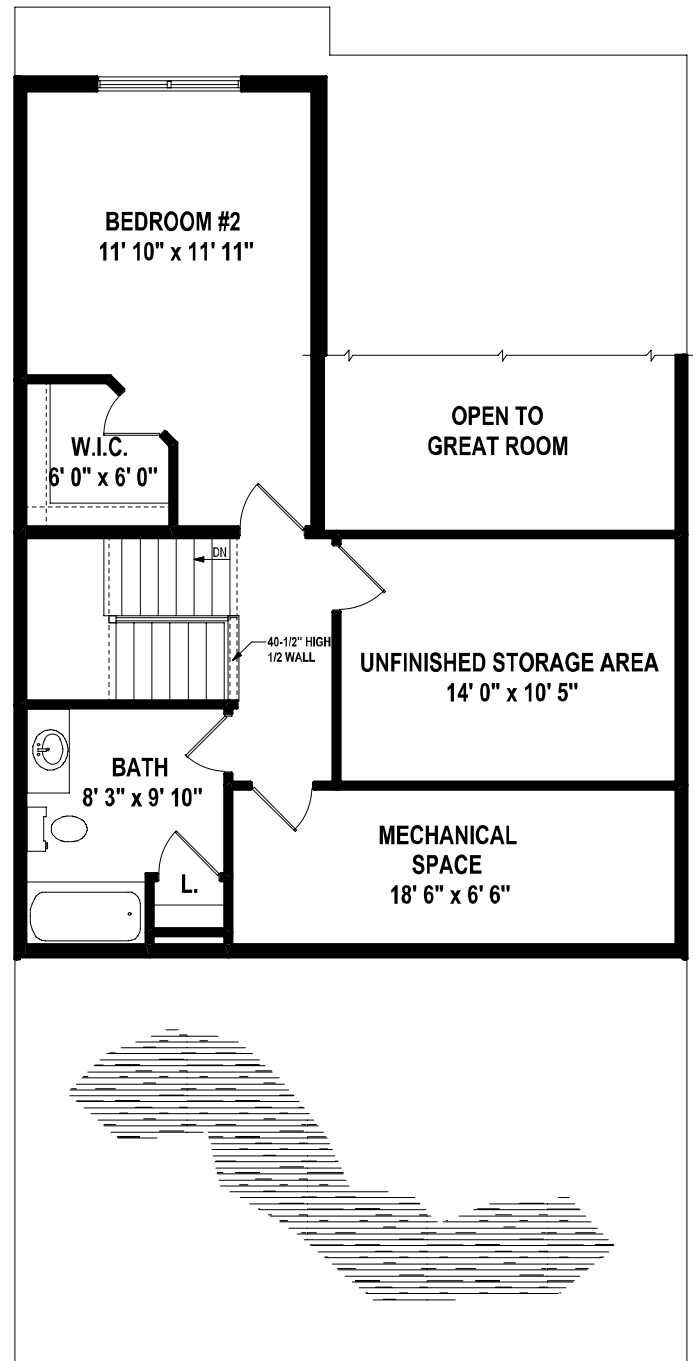 BEDROOM #2
11' 10" x 11' 11"
OPEN TO
GREAT ROOM
W.I.C.
6' 0" x 6' 0"
DN
40-1/2" HIGH
1/2 WALL
UNFINISHED STORAGE AREA
14' 0" x 10' 5"
BATH
8' 3" x 9' 10"
MECHANICAL
SPACE
18' 6" x 6' 6"
L.